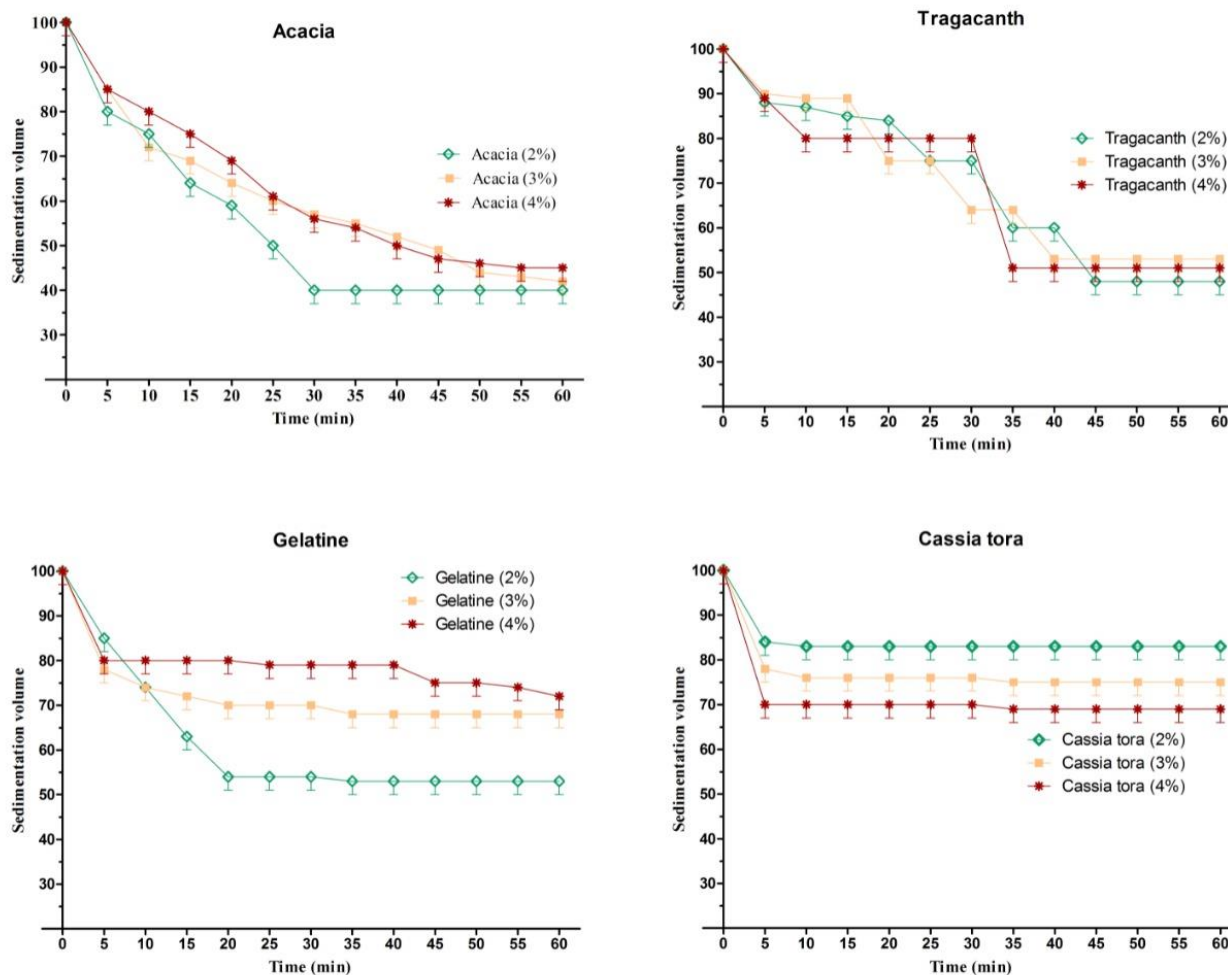 Acacia
Sedimentation volume
100
90
80
70
60
50
40
30
Acacia (2%)
Acacia (3%)
Acacia (4%)
0 5 10 15 20 25 30 35 40 45 50 55 60
Time (min)
Tragacanth
Sedimentation volume
100
90
80
70
60
50
40
30
Tragacanth (2%)
Tragacanth (3%)
Tragacanth (4%)
0 5 10 15 20 25 30 35 40 45 50 55 60
Time (min)
Gelatine
Sedimentation volume
100
90
80
70
60
50
40
30
Gelatine (2%)
Gelatine (3%)
Gelatine (4%)
0 5 10 15 20 25 30 35 40 45 50 55 60
Time (min)
Cassia tora
Sedimentation volume
100
90
80
70
60
50
40
30
Cassia tora (2%)
Cassia tora (3%)
Cassia tora (4%)
0 5 10 15 20 25 30 35 40 45 50 55 60
Time (min)